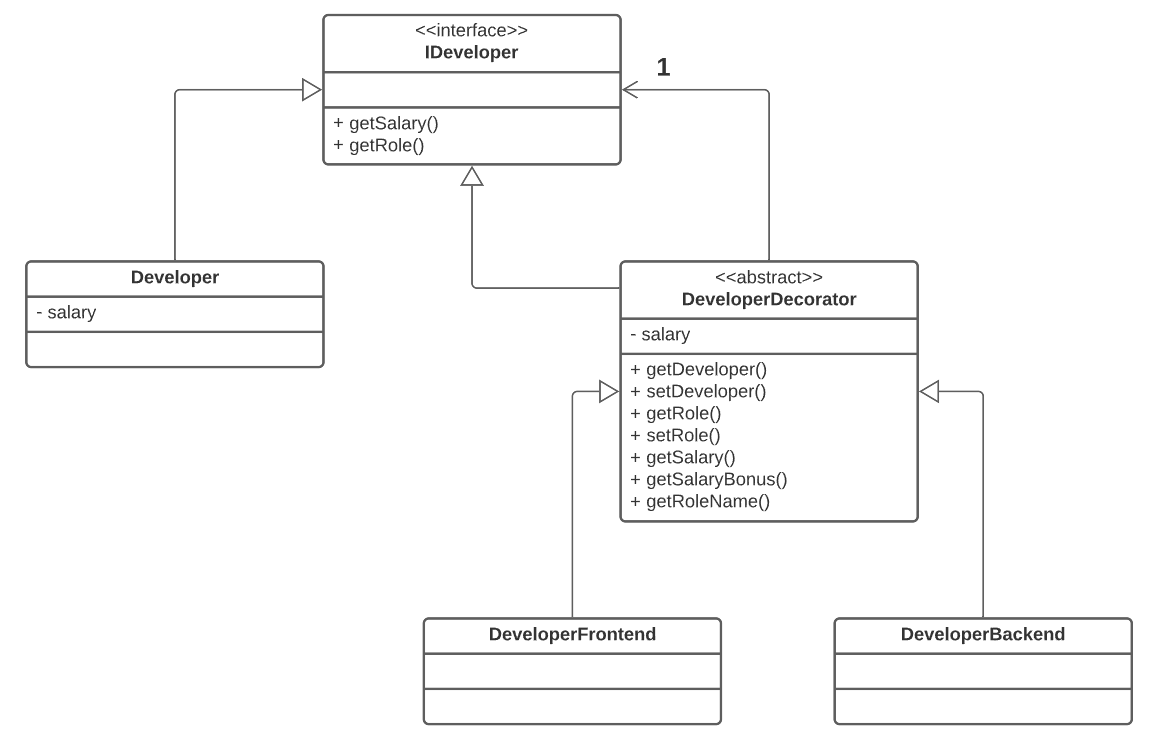 <<interface>>
IDeveloper
1
+ getSalary()
+ getRole()
Developer
- salary
<<abstract>>
DeveloperDecorator
- salary
+ getDeveloper()
+ setDeveloper()
+ getRole()
+ setRole()
+ getSalary()
+ getSalaryBonus()
+ getRoleName()
DeveloperFrontend
DeveloperBackend